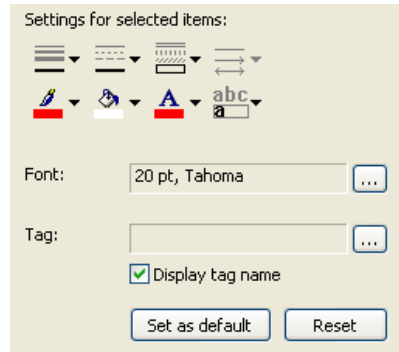 Settings for selected items:
A abc
a
Font: 20 pt, Tahoma ...
Tag: ...
Display tag name
Set as default Reset